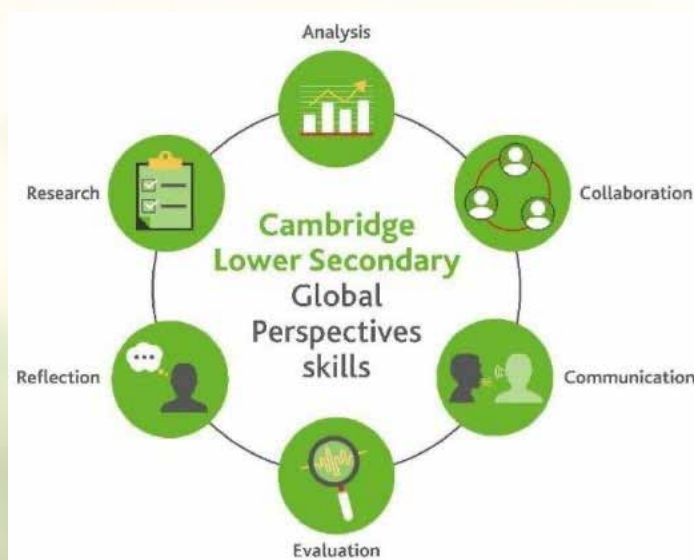 Analysis
Collaboration
Communication
Evaluation
Reflection
Research
Cambridge
Lower Secondary
Global
Perspectives
skills